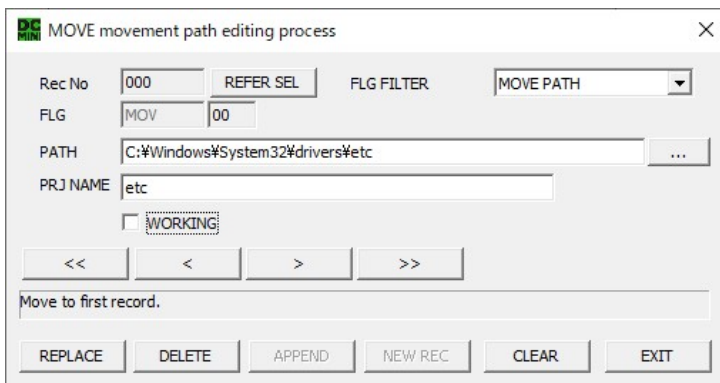 DC MINI MOVE movement path editing process
Rec No 000 REFER SEL FLG FILTER MOVE PATH
FLG MOV 00
PATH C:¥Windows¥System32¥drivers¥etc ...
PRJ NAME etc
WORKING
<< < > >>
Move to first record.
REPLACE DELETE APPEND NEW REC CLEAR EXIT